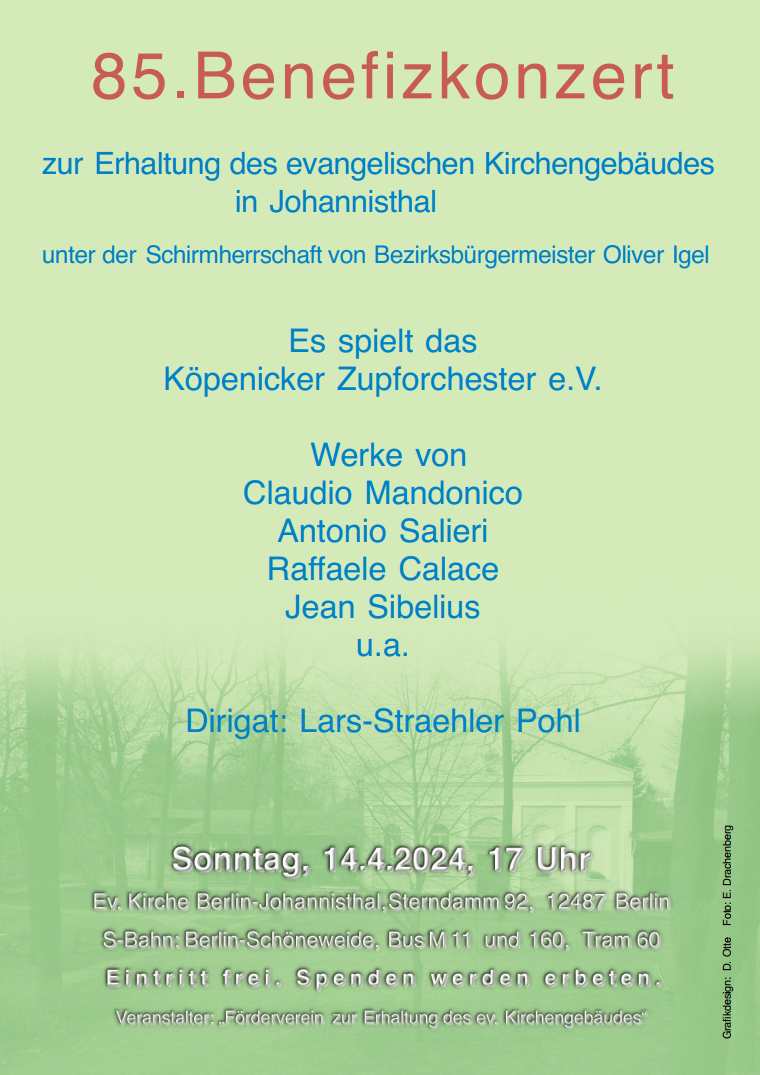 85.Benefizkonzert
zur Erhaltung des evangelischen Kirchengebäudes
in Johannisthal
unter der Schirmherrschaft von Bezirksbürgermeister Oliver Igel
Es spielt das
Köpenicker Zupforchester e.V.
Werke von
Claudio Mandonico
Antonio Salieri
Raffaele Calace
Jean Sibelius
u.a.
Dirigat: Lars-Straehler Pohl
Sonntag, 14.4.2024, 17 Uhr
Ev. Kirche Berlin-Johannisthal,Sterndamm 92, 12487 Berlin
S-Bahn: Berlin-Schöneweide, Bus M 11 und 160, Tram 60
Eintritt frei. Spenden werden erbeten.
Veranstalter: „Förderverein zur Erhaltung des ev. Kirchengebäudes“
Grafikdesign: D. Otte Foto: E. Drachenberg